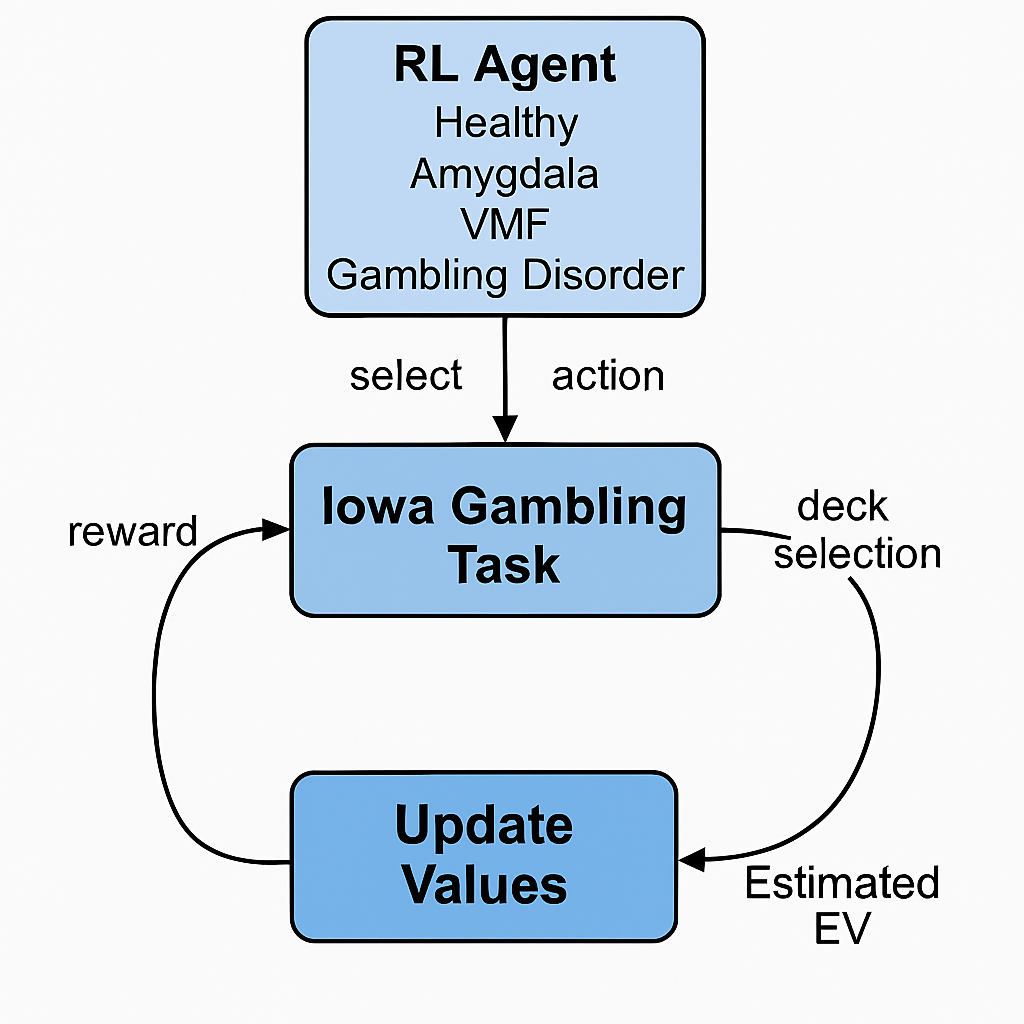 RL Agent
Healthy
Amygdala
VMF
Gambling Disorder
select action
Iowa Gambling
Task
reward
deck
selection
Update
Values
Estimated
EV